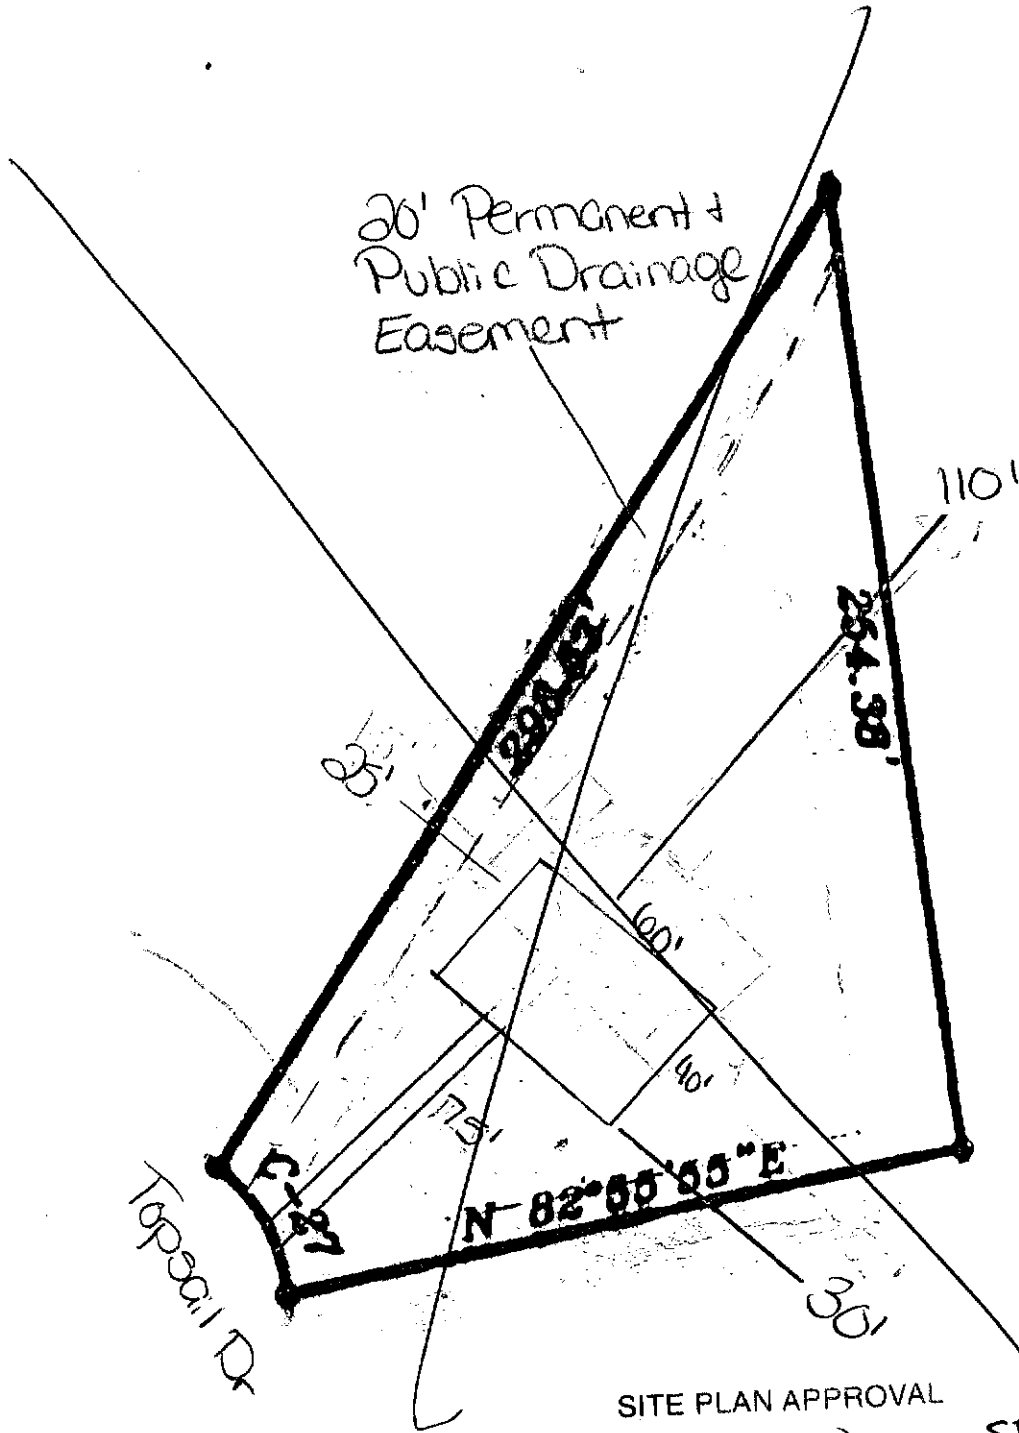 20' Permanent &
Public Drainage
Easement
110'
254.38'
25'
60'
40'
75'
C-27
N 82°55'55"E
Topsail Dr
30'
SITE PLAN APPROVAL